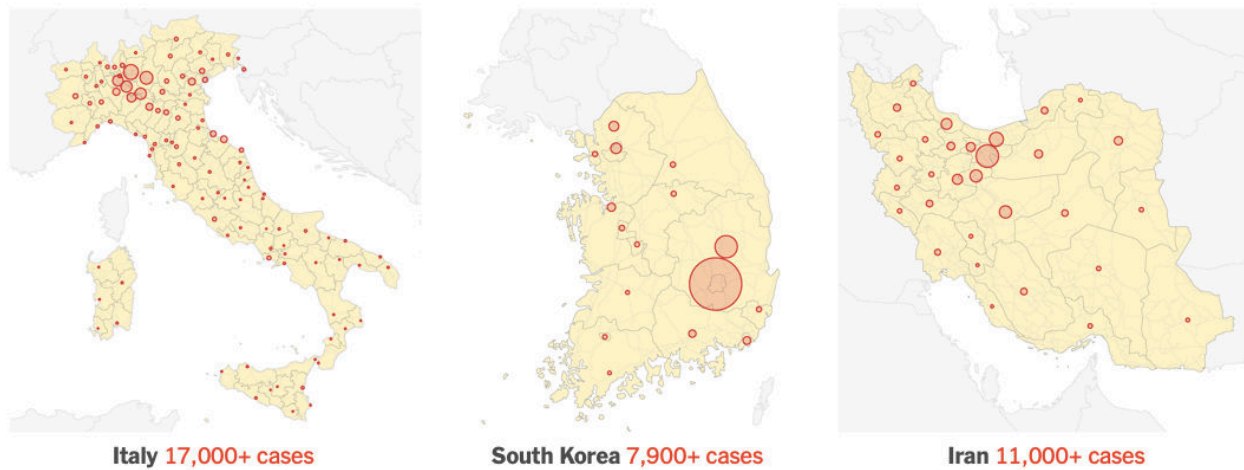 Italy 17,000+ cases
South Korea 7,900+ cases
Iran 11,000+ cases